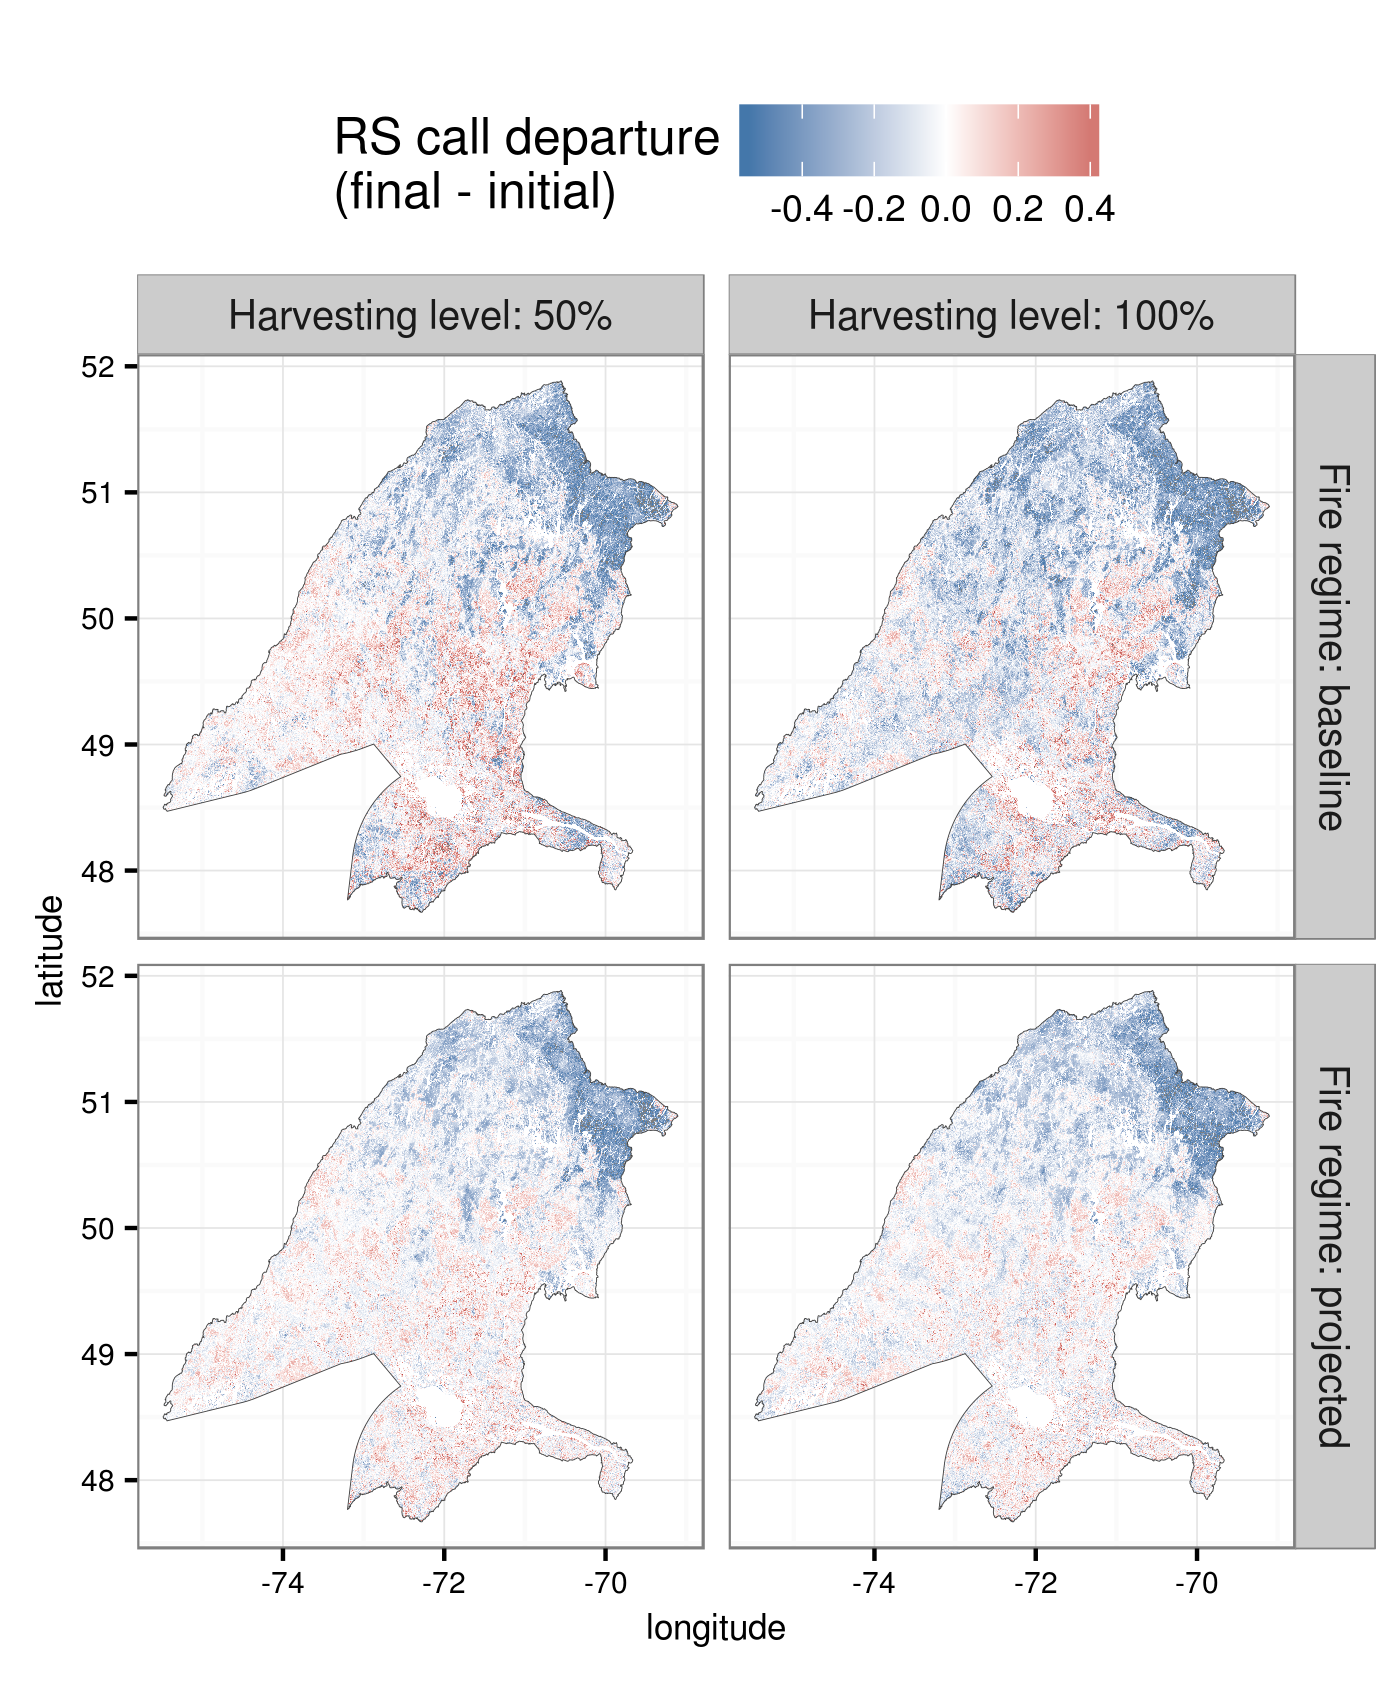 RS call departure
(final - initial)
-0.4 -0.2 0.0 0.2 0.4
Harvesting level: 50%
Harvesting level: 100%
52
51
50
49
48
Fire regime: baseline
latitude
52
51
50
49
48
Fire regime: projected
-74 -72 -70
-74 -72 -70
longitude